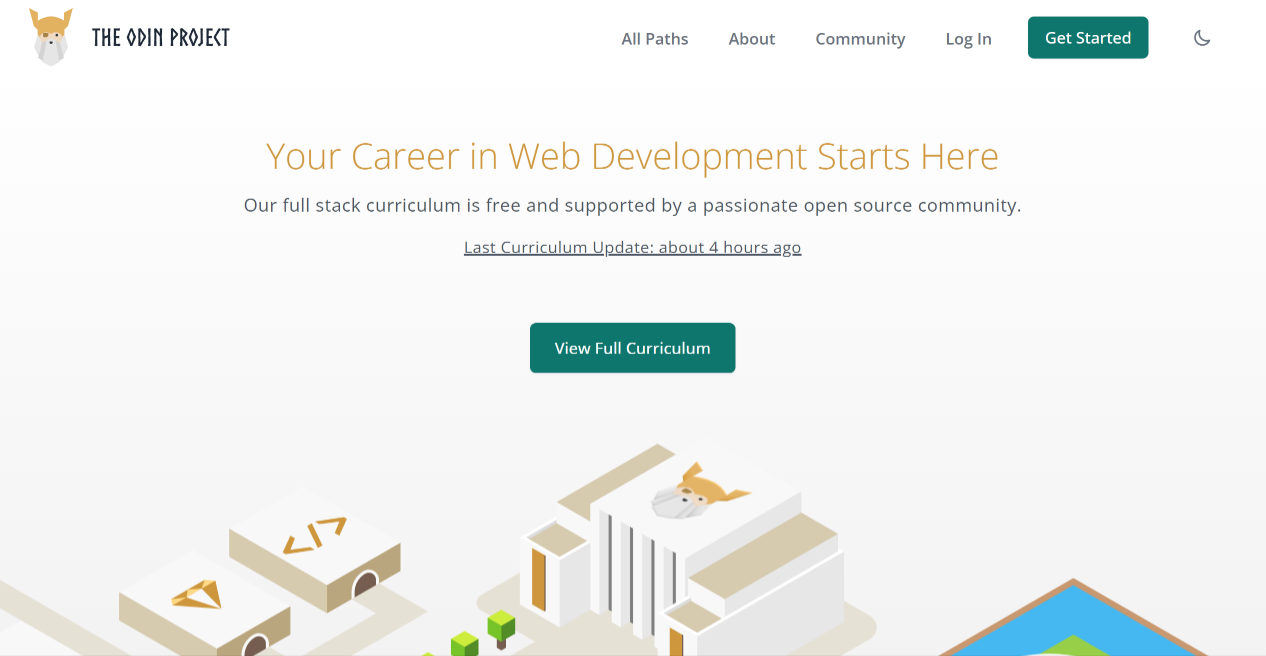 THE ODIN PROJECT
All Paths
About
Community
Log In
Get Started
Your Career in Web Development Starts Here
Our full stack curriculum is free and supported by a passionate open source community.
Last Curriculum Update: about 4 hours ago
View Full Curriculum
</>